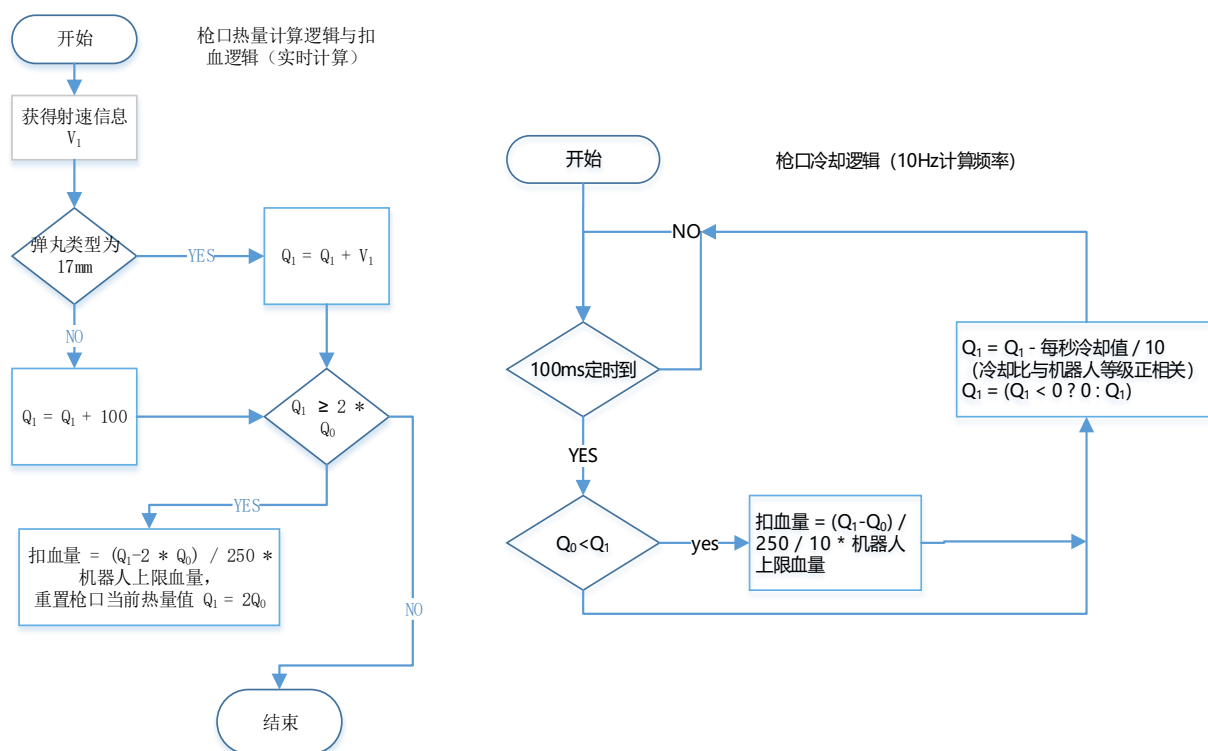 开始
枪口热量计算逻辑与扣
血逻辑（实时计算）
获得射速信息
V₁
弹丸类型为
17mm
YES
Q₁ = Q₁ + V₁
NO
Q₁ = Q₁ + 100
Q₁ ≥ 2 *
Q₀
YES
扣血量 = (Q₁-2 * Q₀) / 250 *
机器人上限血量，
重置枪口当前热量值 Q₁ = 2Q₀
NO
结束
开始
枪口冷却逻辑（10Hz计算频率）
NO
100ms定时到
YES
Q₀<Q₁
yes
扣血量 = (Q₁-Q₀) /
250 / 10 * 机器人
上限血量
Q₁ = Q₁ - 每秒冷却值 / 10
（冷却比与机器人等级正相关）
Q₁ = (Q₁ < 0 ? 0 : Q₁)